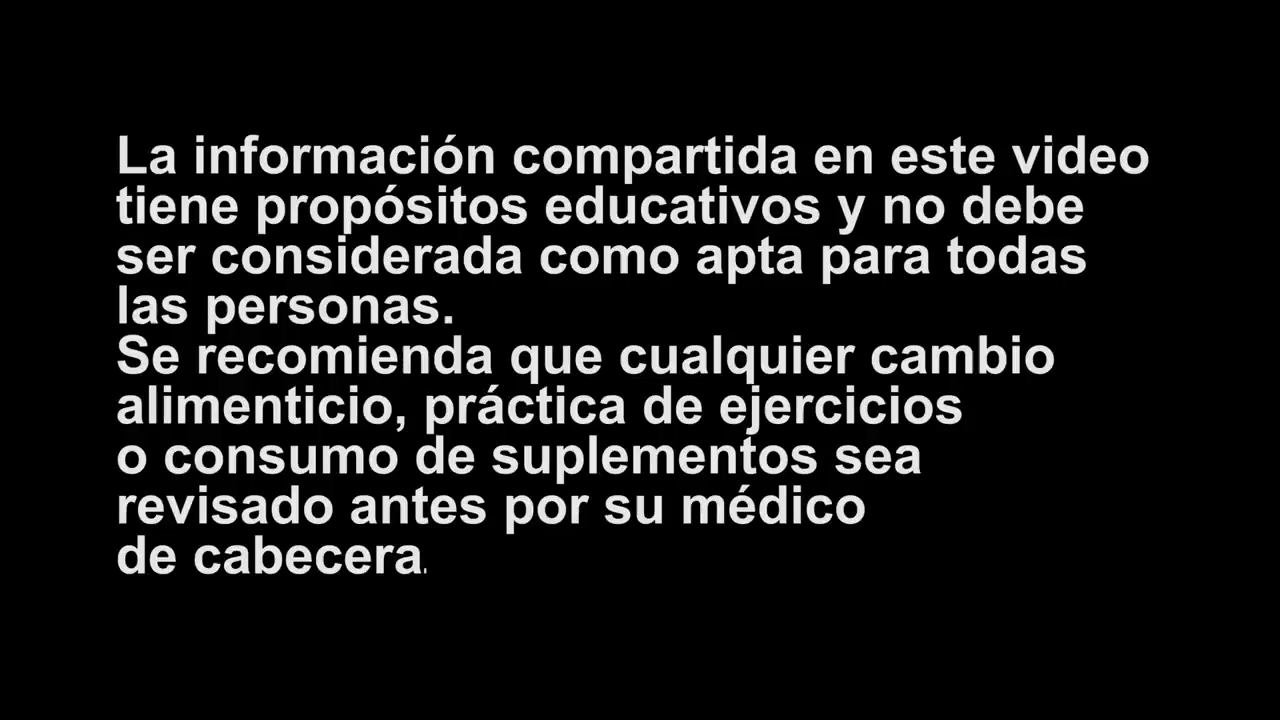 La información compartida en este video
tiene propósitos educativos y no debe
ser considerada como apta para todas
las personas.
Se recomienda que cualquier cambio
alimenticio, práctica de ejercicios
o consumo de suplementos sea
revisado antes por su médico
de cabecera.